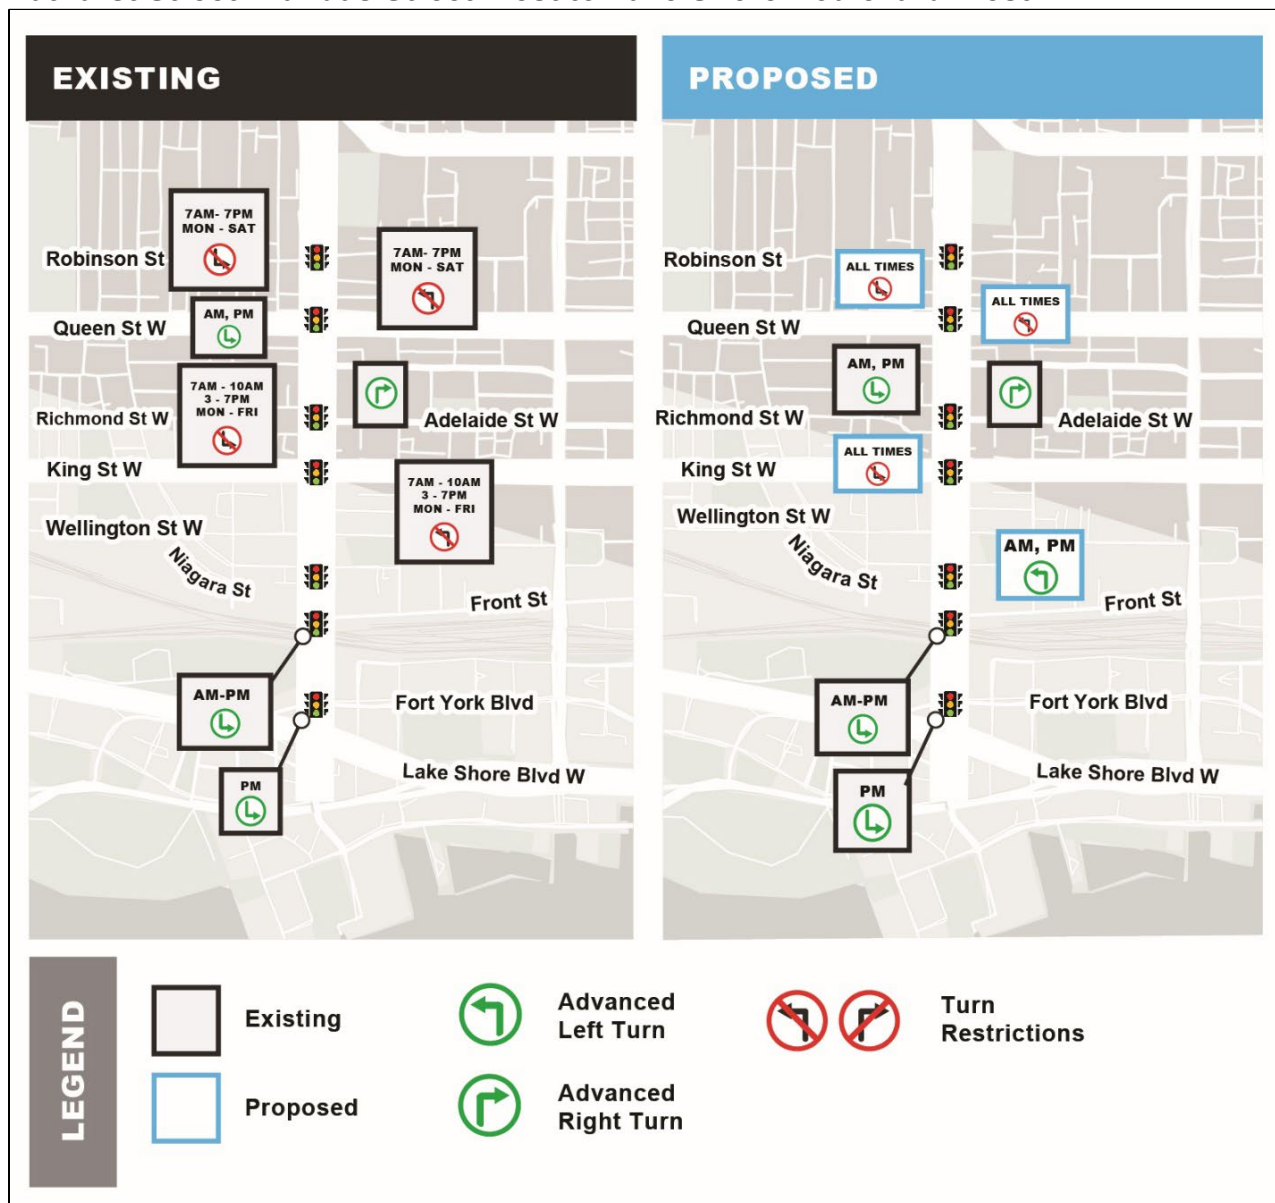 EXISTING
7AM- 7PM
MON - SAT
7AM- 7PM
MON - SAT
Robinson St
AM, PM
Queen St W
7AM - 10AM
3 - 7PM
MON - FRI
Richmond St W
Adelaide St W
King St W
7AM - 10AM
3 - 7PM
MON - FRI
Wellington St W
Niagara St
Front St
AM-PM
Fort York Blvd
PM
Lake Shore Blvd W
PROPOSED
Robinson St
ALL TIMES
ALL TIMES
Queen St W
AM, PM
Richmond St W
Adelaide St W
ALL TIMES
King St W
Wellington St W
AM, PM
Niagara St
Front St
AM-PM
Fort York Blvd
PM
Lake Shore Blvd W
LEGEND
Existing
Proposed
Advanced
Left Turn
Advanced
Right Turn
Turn
Restrictions